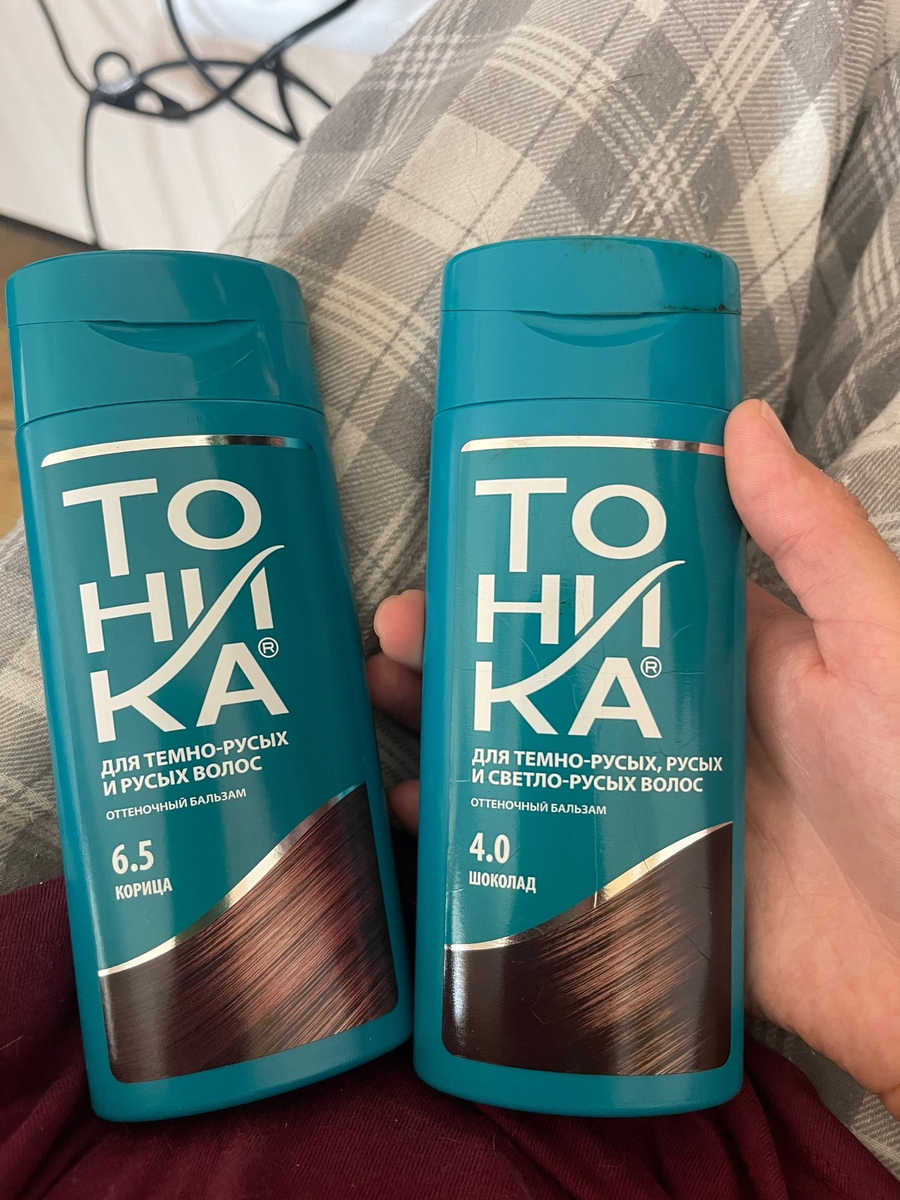 ТО
НИ
КА®
ДЛЯ ТЕМНО-РУСЫХ
И РУСЫХ ВОЛОС
ОТТЕНОЧНЫЙ БАЛЬЗАМ
6.5
КОРИЦА
ТО
НИ
КА®
ДЛЯ ТЕМНО-РУСЫХ, РУСЫХ
И СВЕТЛО-РУСЫХ ВОЛОС
ОТТЕНОЧНЫЙ БАЛЬЗАМ
4.0
ШОКОЛАД